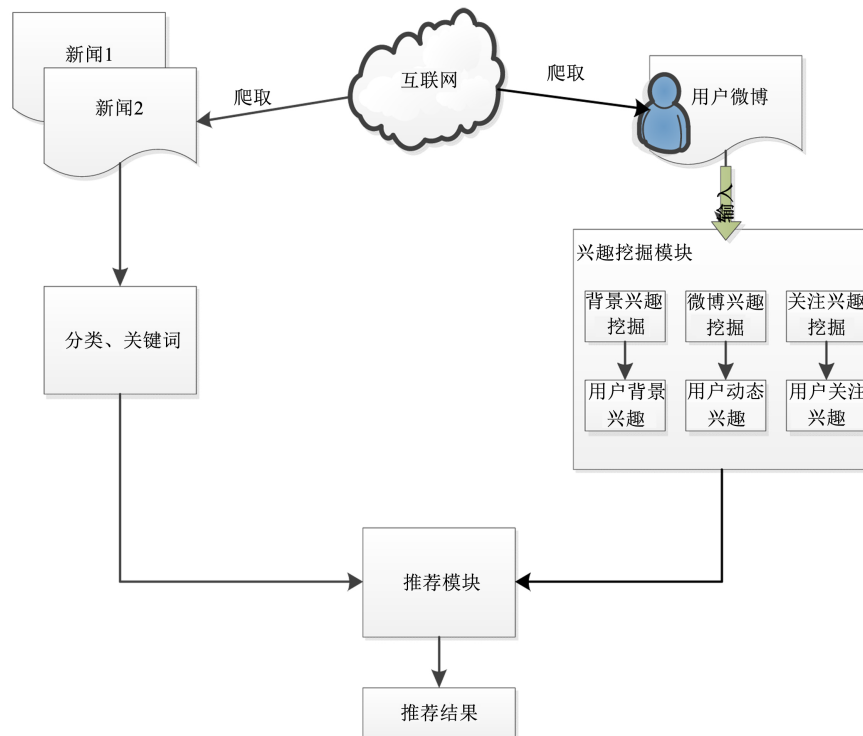 新闻1
新闻2
爬取
互联网
爬取
用户微博
输入
兴趣挖掘模块
背景兴趣
挖掘
微博兴趣
挖掘
关注兴趣
挖掘
用户背景
兴趣
用户动态
兴趣
用户关注
兴趣
分类、关键词
推荐模块
推荐结果